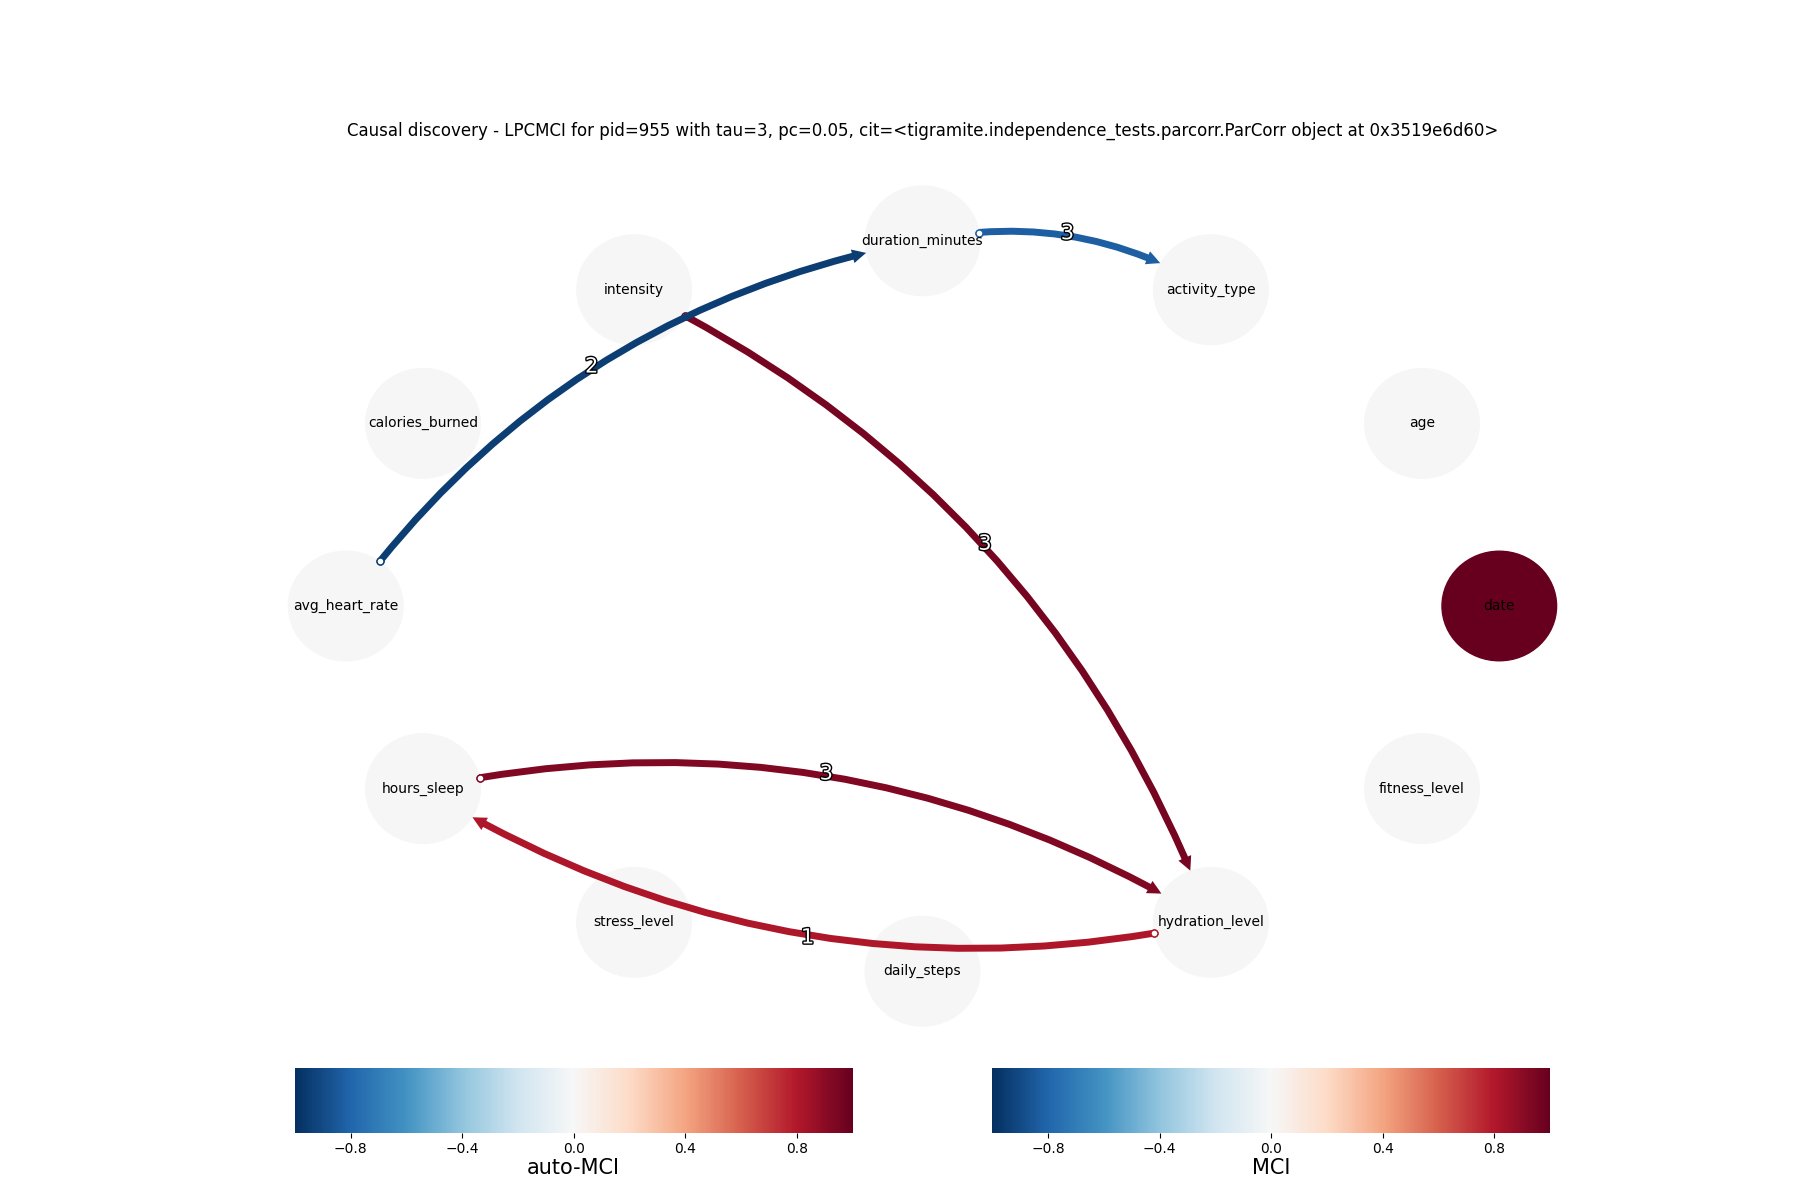 Causal discovery - LPCMCI for pid=955 with tau=3, pc=0.05, cit=<tigramite.independence_tests.parcorr.ParCorr object at 0x3519e6d60>
duration_minutes
3
intensity
activity_type
2
calories_burned
age
3
avg_heart_rate
date
3
hours_sleep
fitness_level
stress_level
1
hydration_level
daily_steps
−0.8 −0.4 0.0 0.4 0.8
auto-MCI
−0.8 −0.4 0.0 0.4 0.8
MCI